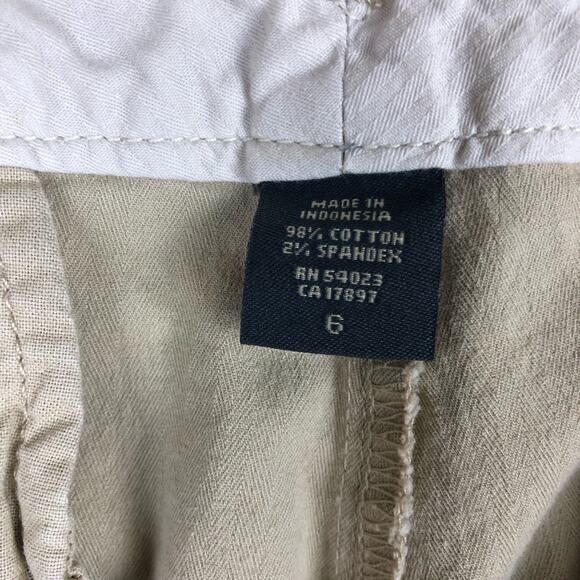 MADE IN
INDONESIA
98% COTTON
2% SPANDEX
RN 54023
CA 17897
6